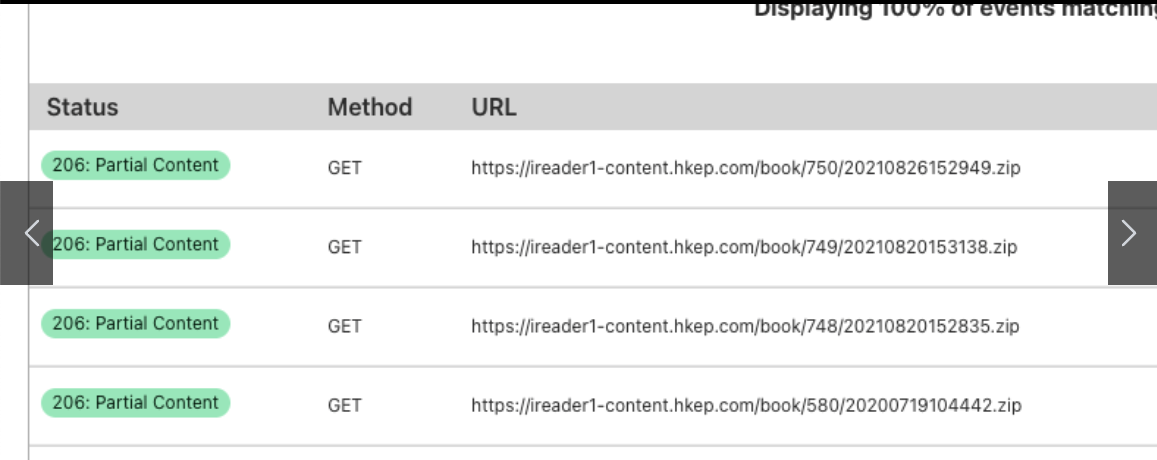 Displaying 100% of events matching
Status Method URL
206: Partial Content GET https://ireader1-content.hkep.com/book/750/20210826152949.zip
206: Partial Content GET https://ireader1-content.hkep.com/book/749/20210820153138.zip
206: Partial Content GET https://ireader1-content.hkep.com/book/748/20210820152835.zip
206: Partial Content GET https://ireader1-content.hkep.com/book/580/20200719104442.zip